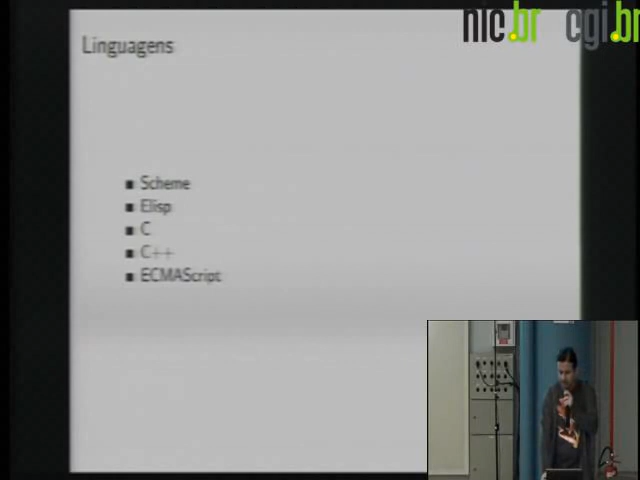 nic.br cgi.br
Linguagens
Scheme
Elisp
C
C++
ECMAScript